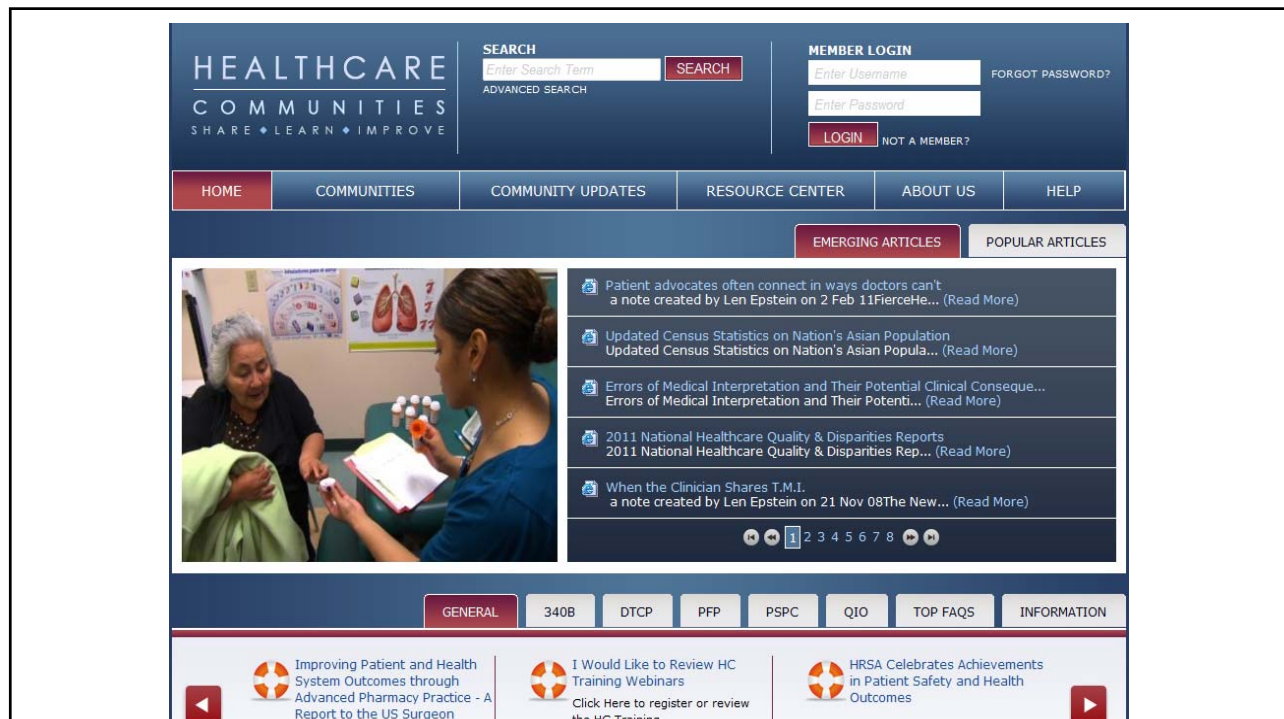 HEALTHCARE
COMMUNITIES
SHARE ◆ LEARN ◆ IMPROVE
SEARCH
Enter Search Term
SEARCH
ADVANCED SEARCH
MEMBER LOGIN
Enter Username
FORGOT PASSWORD?
Enter Password
LOGIN
NOT A MEMBER?
HOME
COMMUNITIES
COMMUNITY UPDATES
RESOURCE CENTER
ABOUT US
HELP
EMERGING ARTICLES
POPULAR ARTICLES
Patient advocates often connect in ways doctors can't
a note created by Len Epstein on 2 Feb 11FierceHe... (Read More)
Updated Census Statistics on Nation's Asian Population
Updated Census Statistics on Nation's Asian Popula... (Read More)
Errors of Medical Interpretation and Their Potential Clinical Conseque...
Errors of Medical Interpretation and Their Potenti... (Read More)
2011 National Healthcare Quality & Disparities Reports
2011 National Healthcare Quality & Disparities Rep... (Read More)
When the Clinician Shares T.M.I.
a note created by Len Epstein on 21 Nov 08The New... (Read More)
1 2 3 4 5 6 7 8
GENERAL
340B
DTCP
PFP
PSPC
QIO
TOP FAQS
INFORMATION
Improving Patient and Health
System Outcomes through
Advanced Pharmacy Practice - A
Report to the US Surgeon
I Would Like to Review HC
Training Webinars
Click Here to register or review
the HC Training
HRSA Celebrates Achievements
in Patient Safety and Health
Outcomes